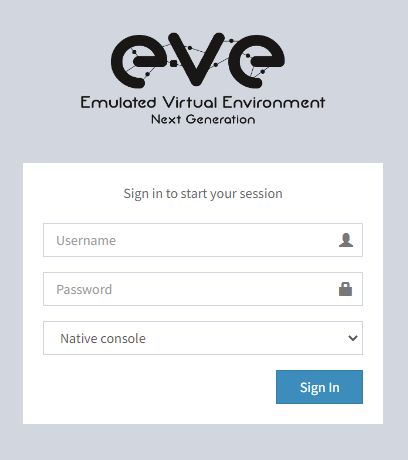 eve
Emulated Virtual Environment
Next Generation
Sign in to start your session
Username
Password
Native console
Sign In